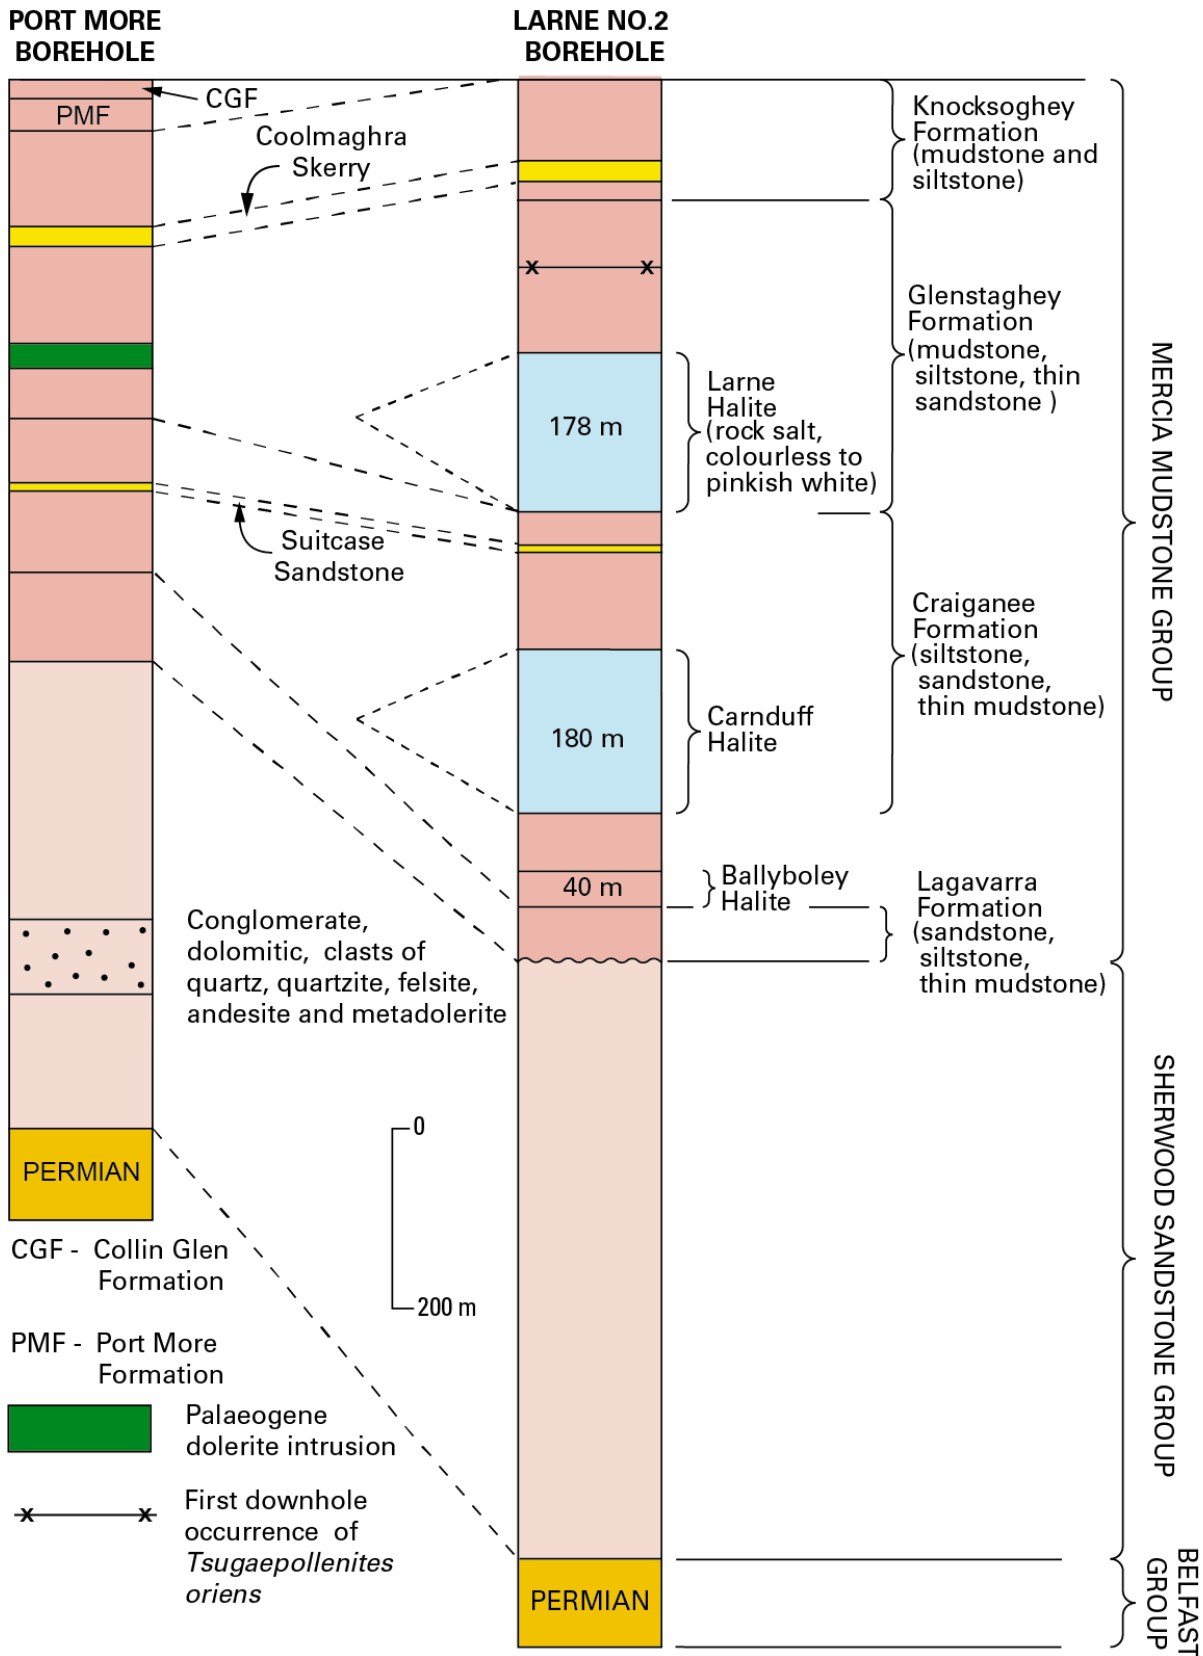 PORT MORE
BOREHOLE
LARNE NO.2
BOREHOLE
CGF
PMF
Coolmaghra
Skerry
Knocksoghey
Formation
(mudstone and
siltstone)
x x
Glenstaghey
Formation
(mudstone,
siltstone, thin
sandstone )
178 m
Larne
Halite
(rock salt,
colourless to
pinkish white)
MERCIA MUDSTONE GROUP
Suitcase
Sandstone
Craiganee
Formation
(siltstone,
sandstone,
thin mudstone)
180 m
Carnduff
Halite
40 m
Ballyboley
Halite
Lagavarra
Formation
(sandstone,
siltstone,
thin mudstone)
Conglomerate,
dolomitic, clasts of
quartz, quartzite, felsite,
andesite and metadolerite
SHERWOOD SANDSTONE GROUP
0
200 m
PERMIAN
CGF - Collin Glen
Formation
PMF - Port More
Formation
Palaeogene
dolerite intrusion
x x
First downhole
occurrence of
Tsugaepollenites
oriens
PERMIAN
BELFAST
GROUP